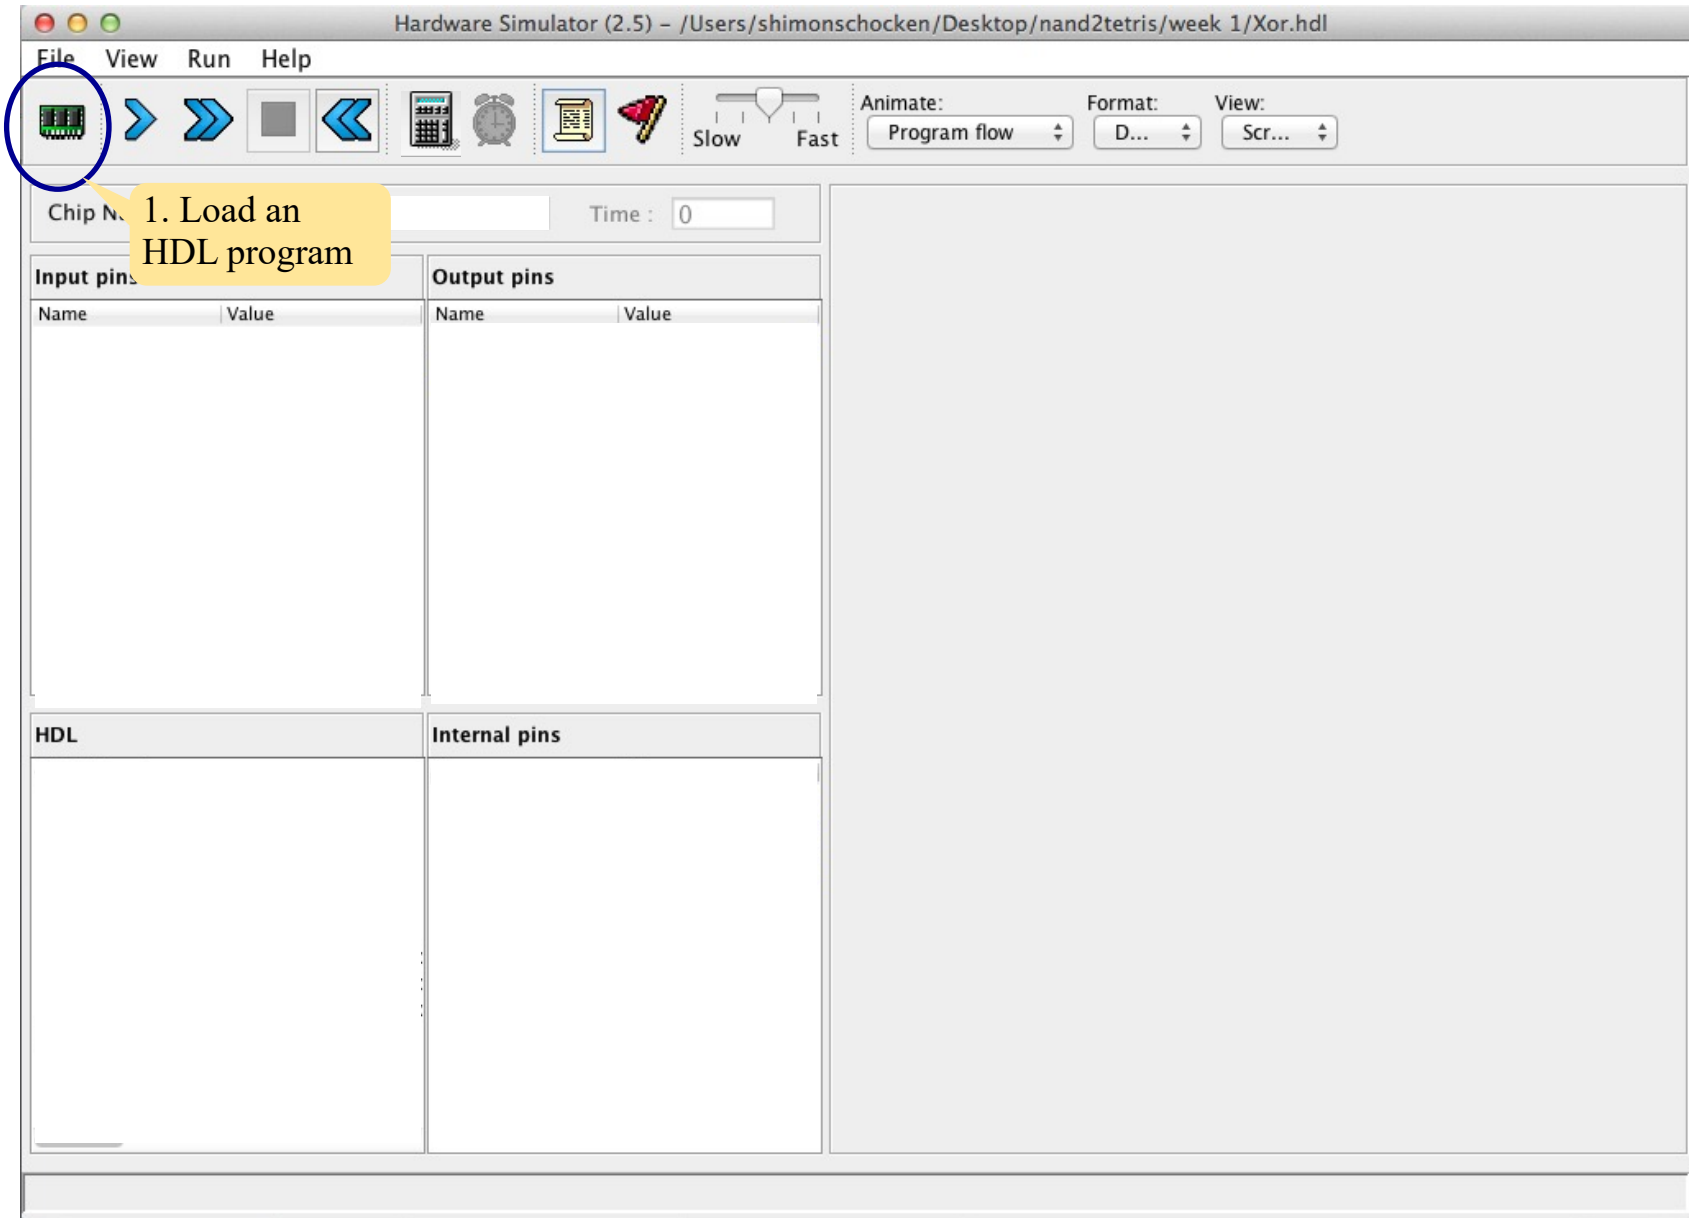 Hardware Simulator (2.5) – /Users/shimonschocken/Desktop/nand2tetris/week 1/Xor.hdl
File View Run Help
Animate: Format: View:
Slow Fast Program flow D... Scr...
Chip Time : 0
1. Load an
HDL program
Input pins Output pins
Name Value Name Value
HDL Internal pins